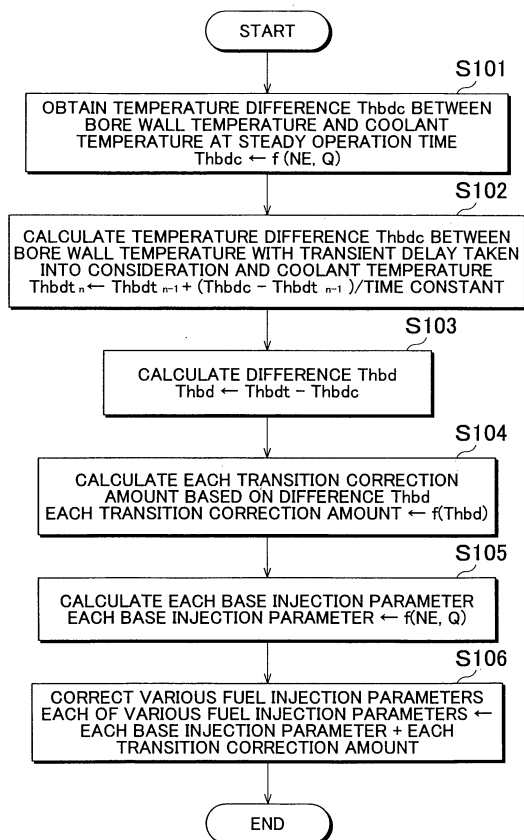 START
S101
OBTAIN TEMPERATURE DIFFERENCE Thbdc BETWEEN
BORE WALL TEMPERATURE AND COOLANT
TEMPERATURE AT STEADY OPERATION TIME
Thbdc ← f (NE, Q)
S102
CALCULATE TEMPERATURE DIFFERENCE Thbdc BETWEEN
BORE WALL TEMPERATURE WITH TRANSIENT DELAY TAKEN
INTO CONSIDERATION AND COOLANT TEMPERATURE
Thbdt n ← Thbdt n-1 + (Thbdc - Thbdt n-1 )/TIME CONSTANT
S103
CALCULATE DIFFERENCE Thbd
Thbd ← Thbdt - Thbdc
S104
CALCULATE EACH TRANSITION CORRECTION
AMOUNT BASED ON DIFFERENCE Thbd
EACH TRANSITION CORRECTION AMOUNT ← f(Thbd)
S105
CALCULATE EACH BASE INJECTION PARAMETER
EACH BASE INJECTION PARAMETER ← f(NE, Q)
S106
CORRECT VARIOUS FUEL INJECTION PARAMETERS
EACH OF VARIOUS FUEL INJECTION PARAMETERS ←
EACH BASE INJECTION PARAMETER + EACH
TRANSITION CORRECTION AMOUNT
END